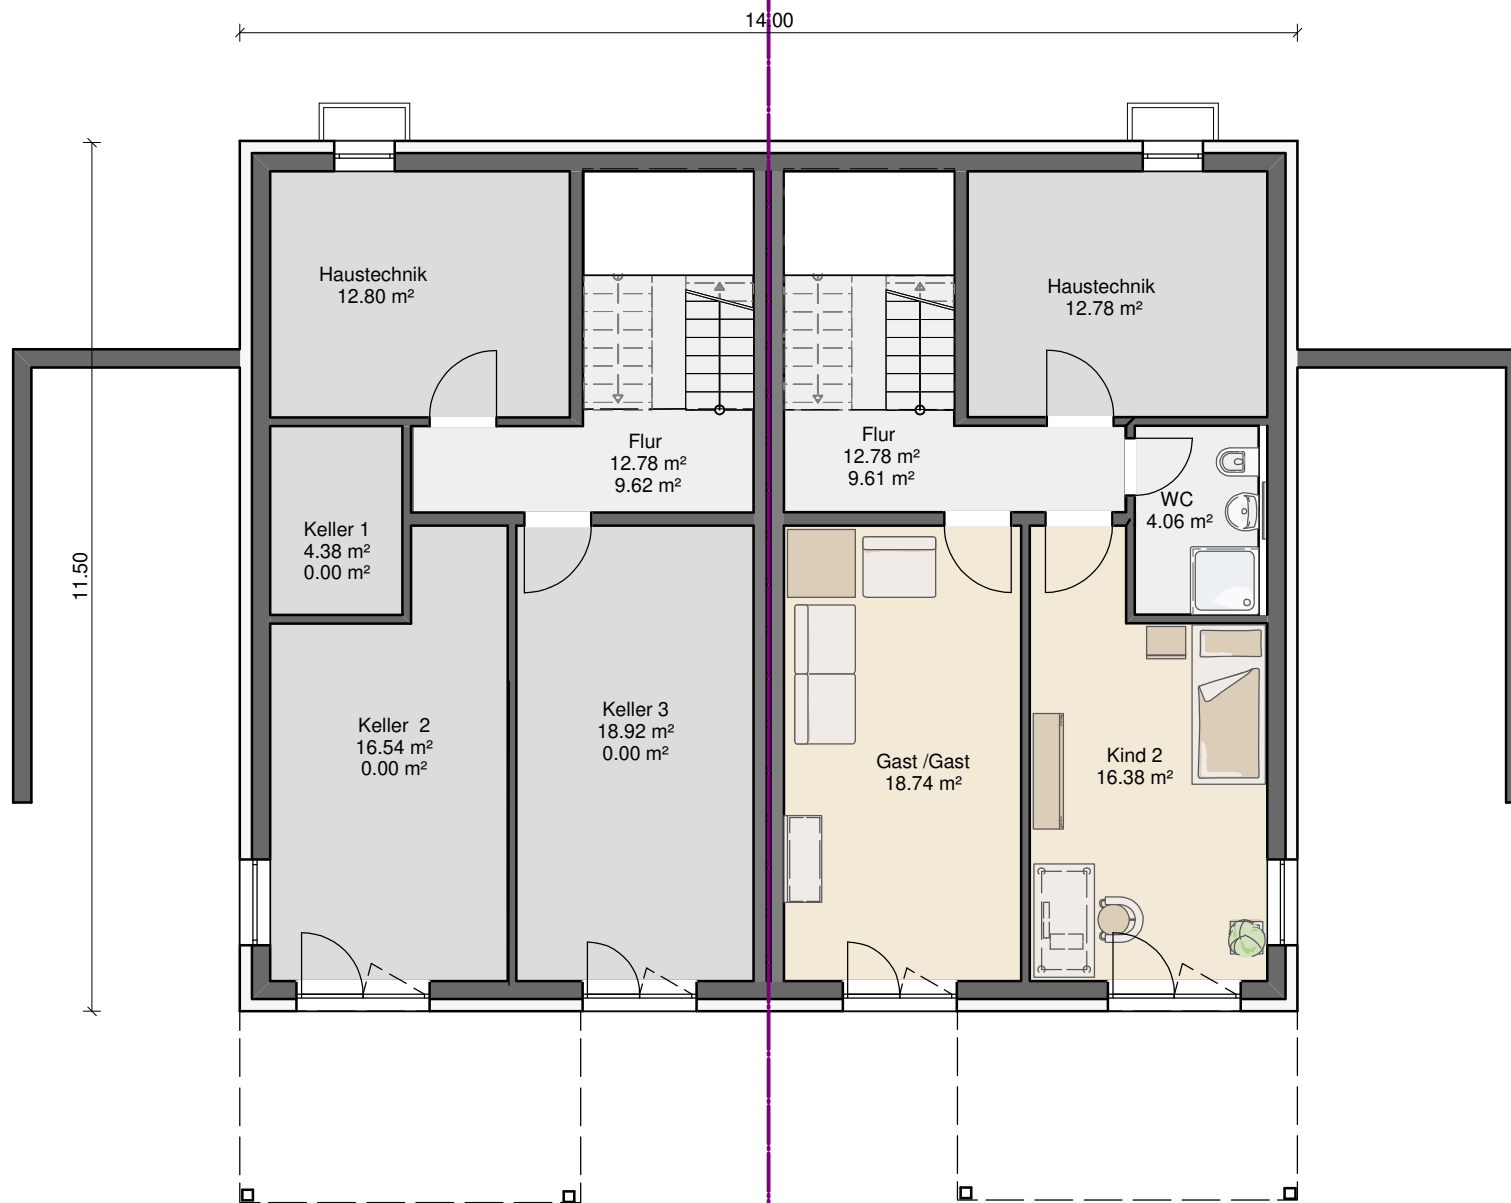 14.00
11.50
Haustechnik
12.80 m²
Haustechnik
12.78 m²
Flur
12.78 m²
9.62 m²
Flur
12.78 m²
9.61 m²
WC
4.06 m²
Keller 1
4.38 m²
0.00 m²
Keller 2
16.54 m²
0.00 m²
Keller 3
18.92 m²
0.00 m²
Gast /Gast
18.74 m²
Kind 2
16.38 m²